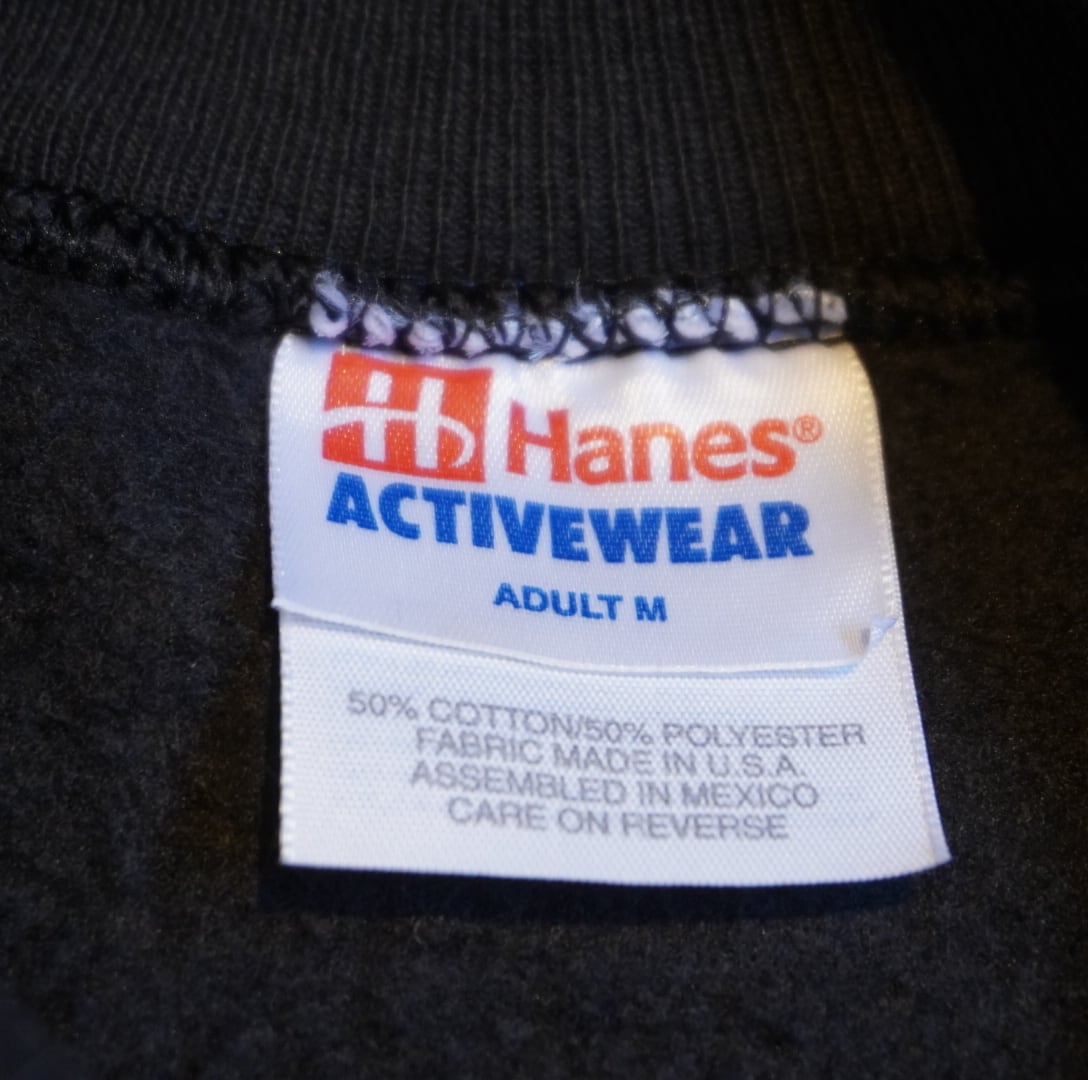 Hanes®
ACTIVEWEAR
ADULT M
50% COTTON/50% POLYESTER
FABRIC MADE IN U.S.A.
ASSEMBLED IN MEXICO
CARE ON REVERSE